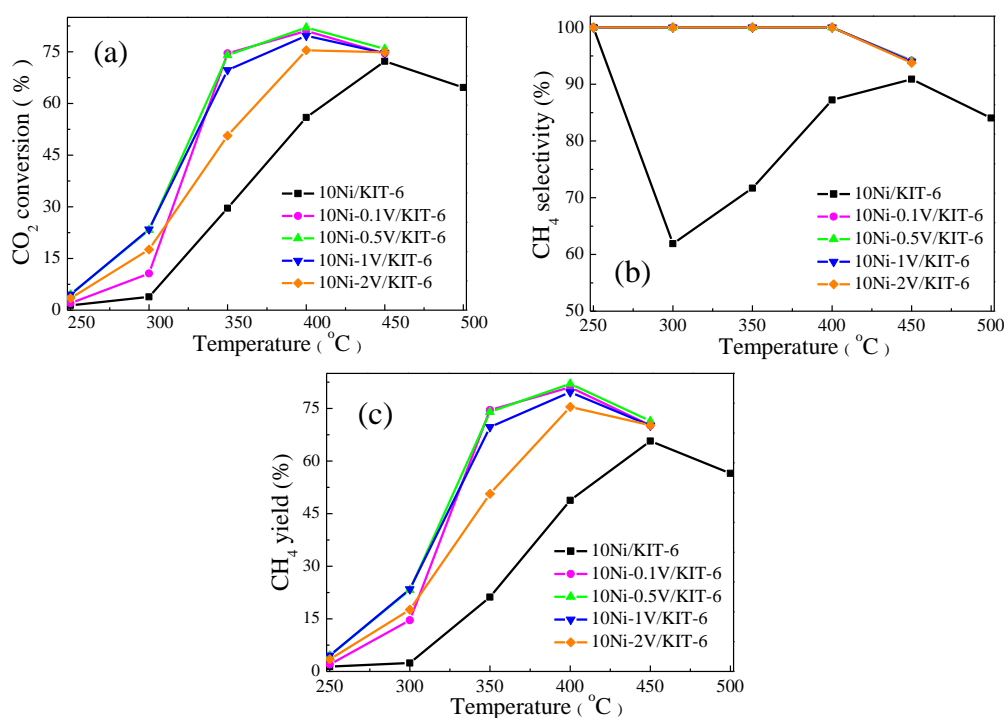 (a)
CO₂ conversion ( % )
75
60
45
30
15
0
250 300 350 400 450 500
Temperature ( °C )
10Ni/KIT-6
10Ni-0.1V/KIT-6
10Ni-0.5V/KIT-6
10Ni-1V/KIT-6
10Ni-2V/KIT-6
(b)
CH₄ selectivity (%)
100
90
80
70
60
50
250 300 350 400 450 500
Temperature ( °C )
10Ni/KIT-6
10Ni-0.1V/KIT-6
10Ni-0.5V/KIT-6
10Ni-1V/KIT-6
10Ni-2V/KIT-6
(c)
CH₄ yield (%)
75
60
45
30
15
0
250 300 350 400 450 500
Temperature ( °C )
10Ni/KIT-6
10Ni-0.1V/KIT-6
10Ni-0.5V/KIT-6
10Ni-1V/KIT-6
10Ni-2V/KIT-6